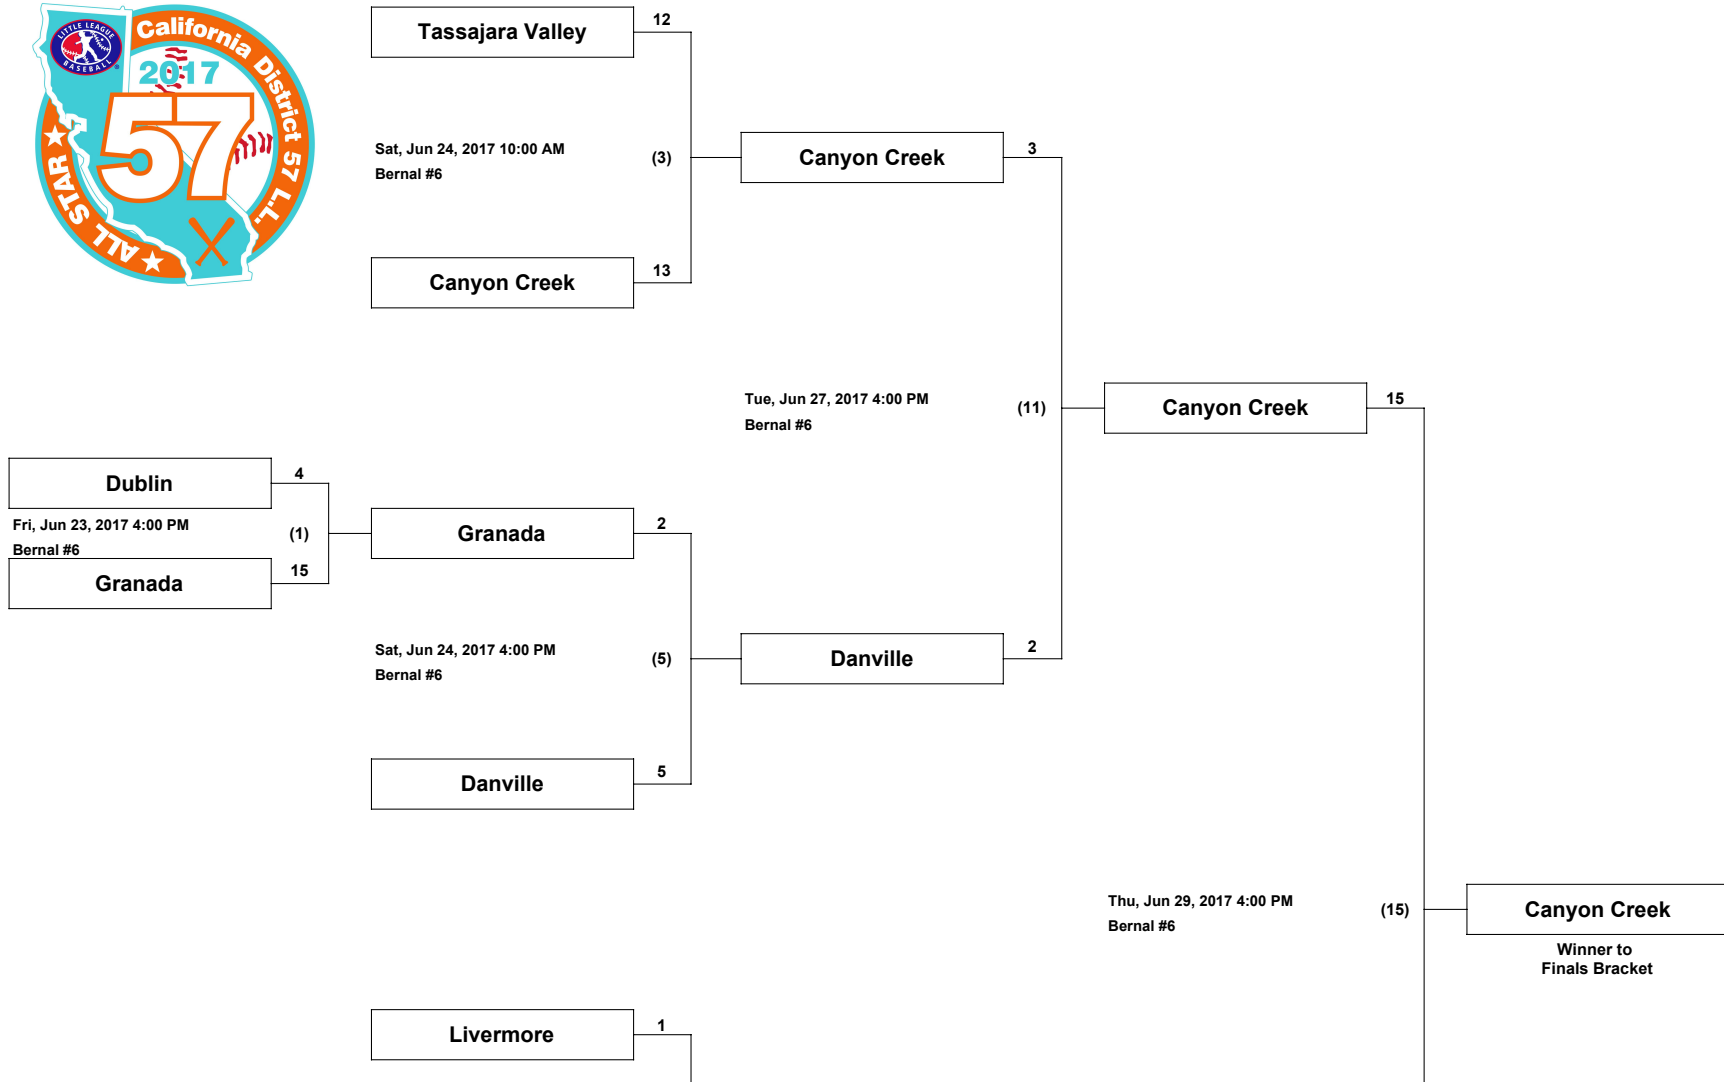 California District 57 L.L.
LITTLE LEAGUE
BASEBALL
2017
57
ALL STAR
Tassajara Valley
12
Sat, Jun 24, 2017 10:00 AM
Bernal #6
(3)
Canyon Creek
3
Canyon Creek
13
Tue, Jun 27, 2017 4:00 PM
Bernal #6
(11)
Canyon Creek
15
Dublin
4
Fri, Jun 23, 2017 4:00 PM
Bernal #6
(1)
Granada
15
Granada
2
Sat, Jun 24, 2017 4:00 PM
Bernal #6
(5)
Danville
2
Danville
5
Thu, Jun 29, 2017 4:00 PM
Bernal #6
(15)
Canyon Creek
Winner to
Finals Bracket
Livermore
1